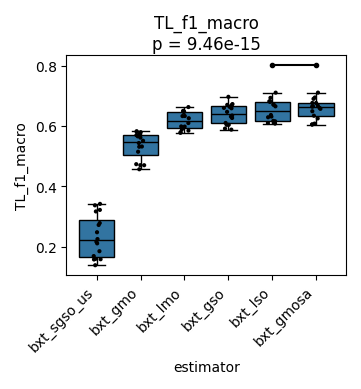 TL_f1_macro
p = 9.46e-15
TL_f1_macro
0.8
0.6
0.4
0.2
bxt_sgso_us
bxt_gmo
bxt_lmo
bxt_gso
bxt_lso
bxt_gmosa
estimator